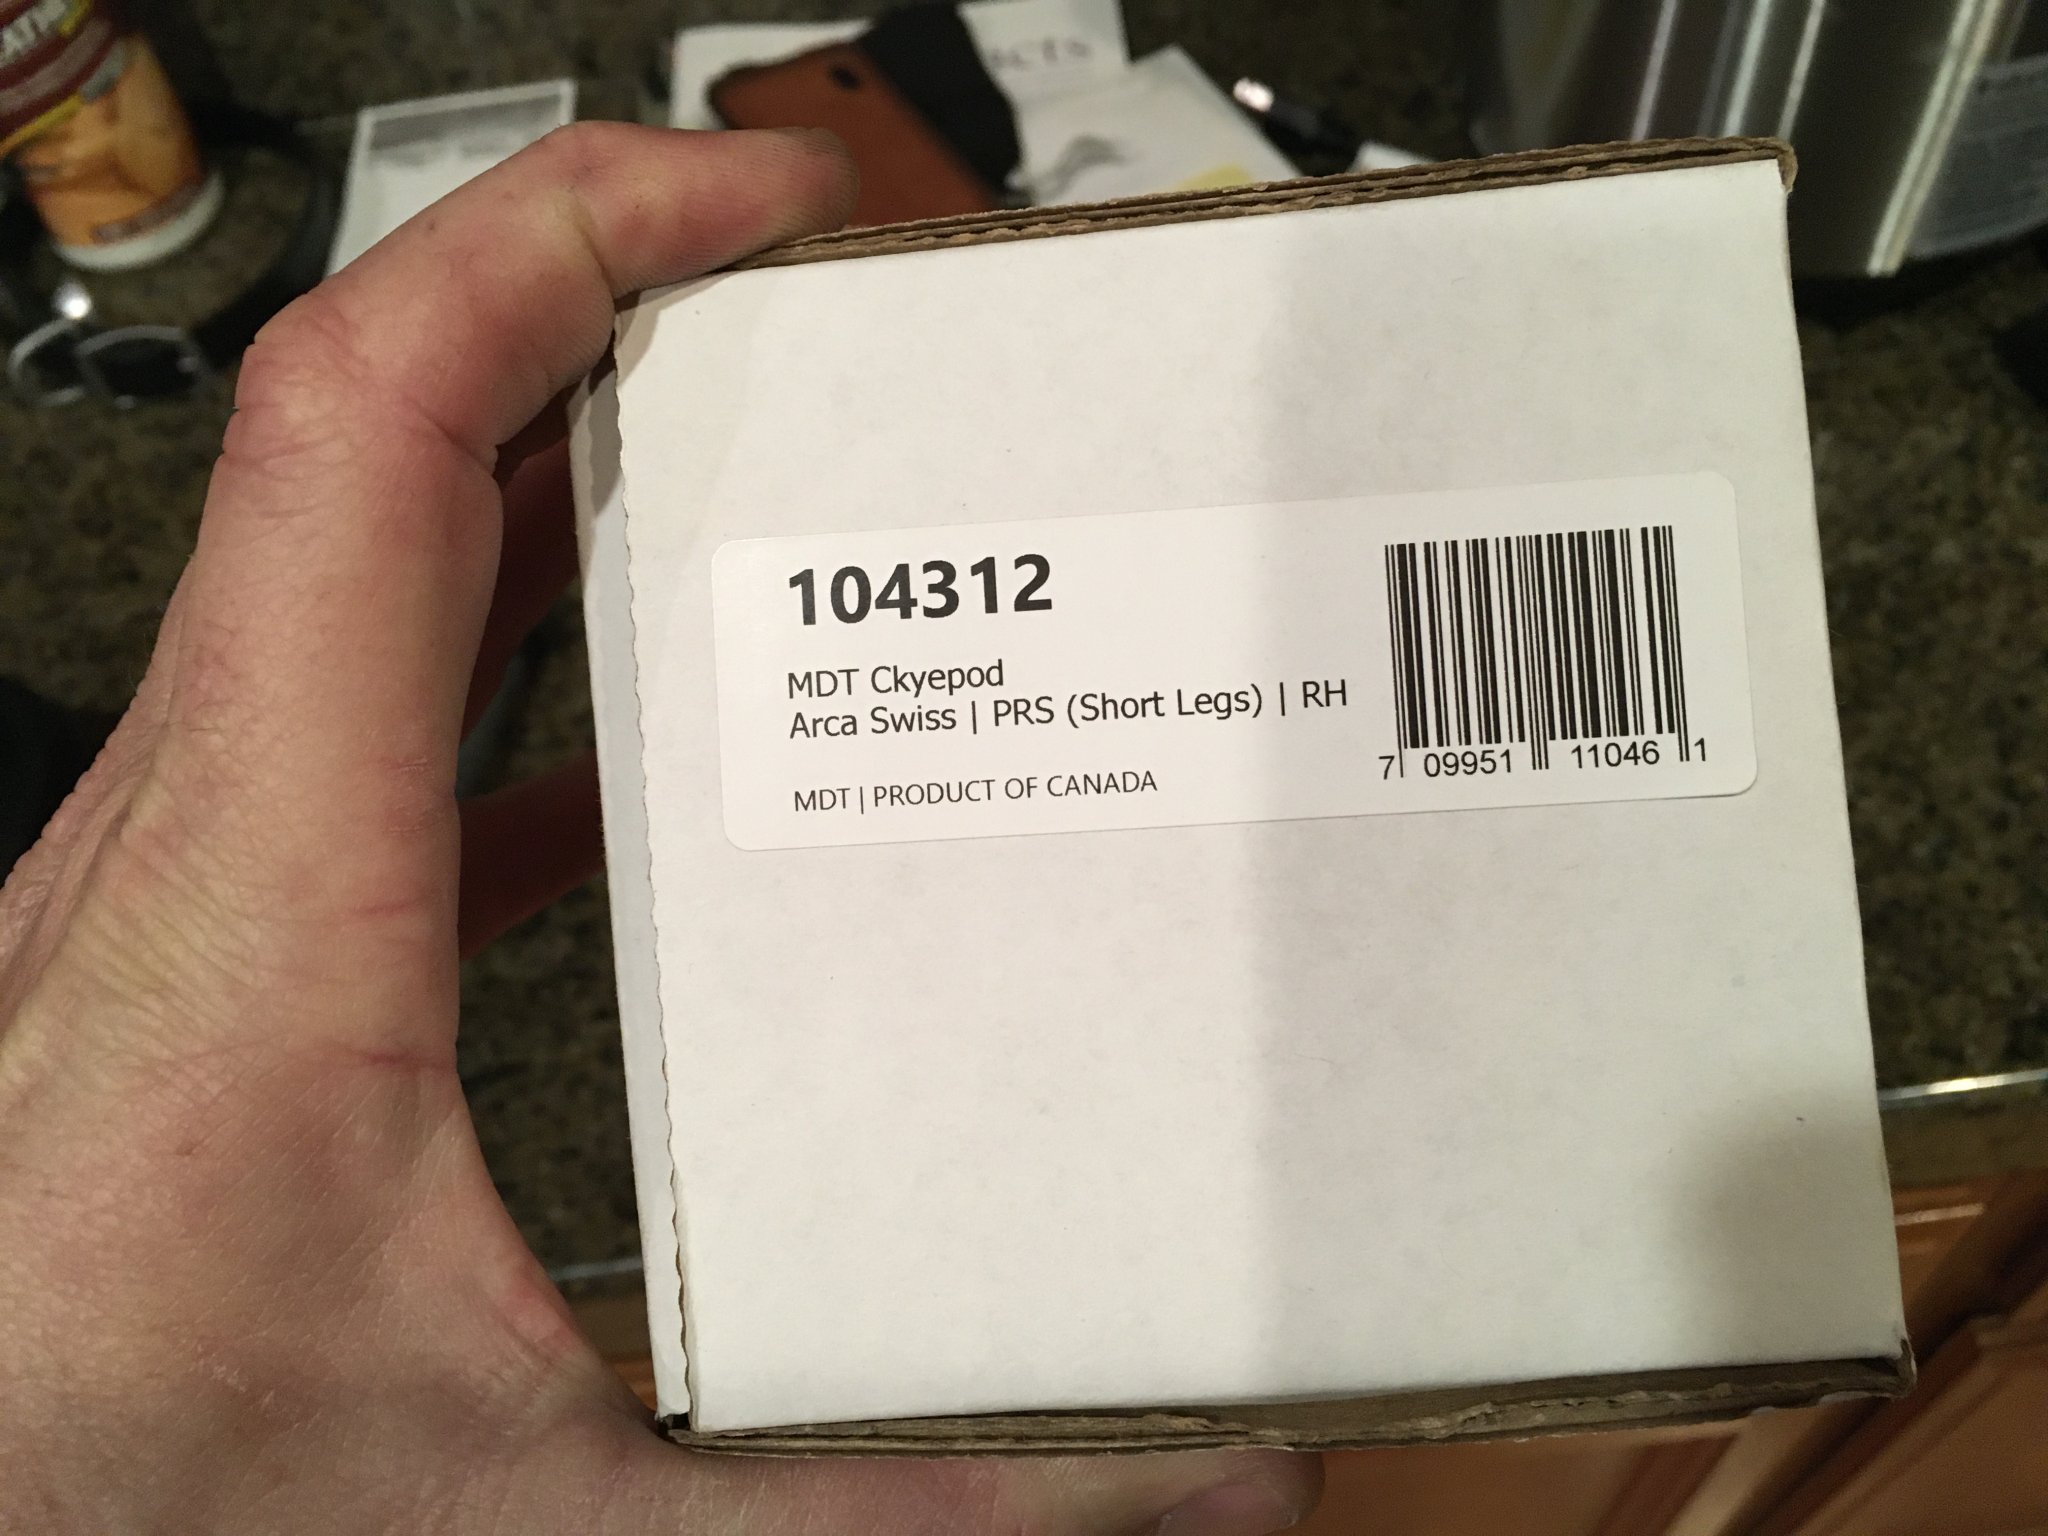 104312
MDT Ckyepod
Arca Swiss | PRS (Short Legs) | RH
MDT | PRODUCT OF CANADA
7 09951 11046 1